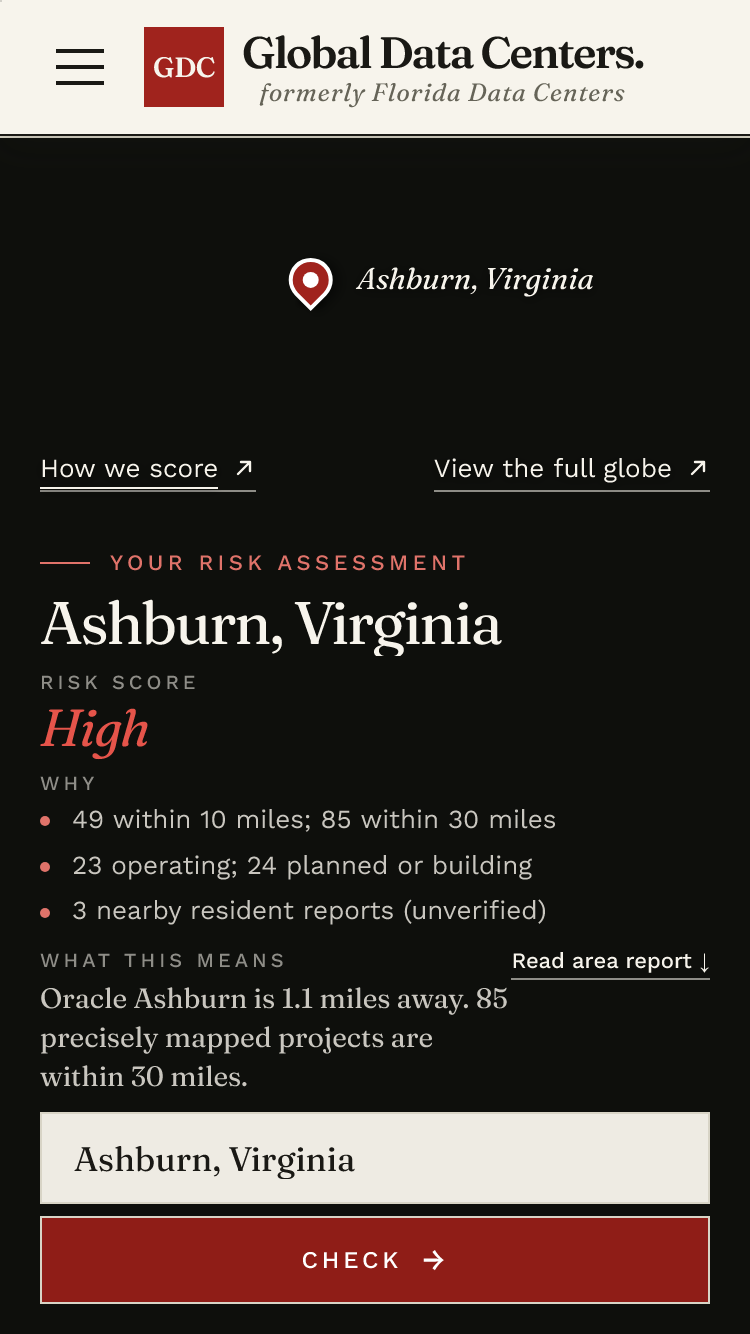 GDC
Global Data Centers.
formerly Florida Data Centers
Ashburn, Virginia
How we score ↗
View the full globe ↗
YOUR RISK ASSESSMENT
Ashburn, Virginia
RISK SCORE
High
WHY
49 within 10 miles; 85 within 30 miles
23 operating; 24 planned or building
3 nearby resident reports (unverified)
WHAT THIS MEANS
Read area report ↓
Oracle Ashburn is 1.1 miles away. 85
precisely mapped projects are
within 30 miles.
Ashburn, Virginia
CHECK →